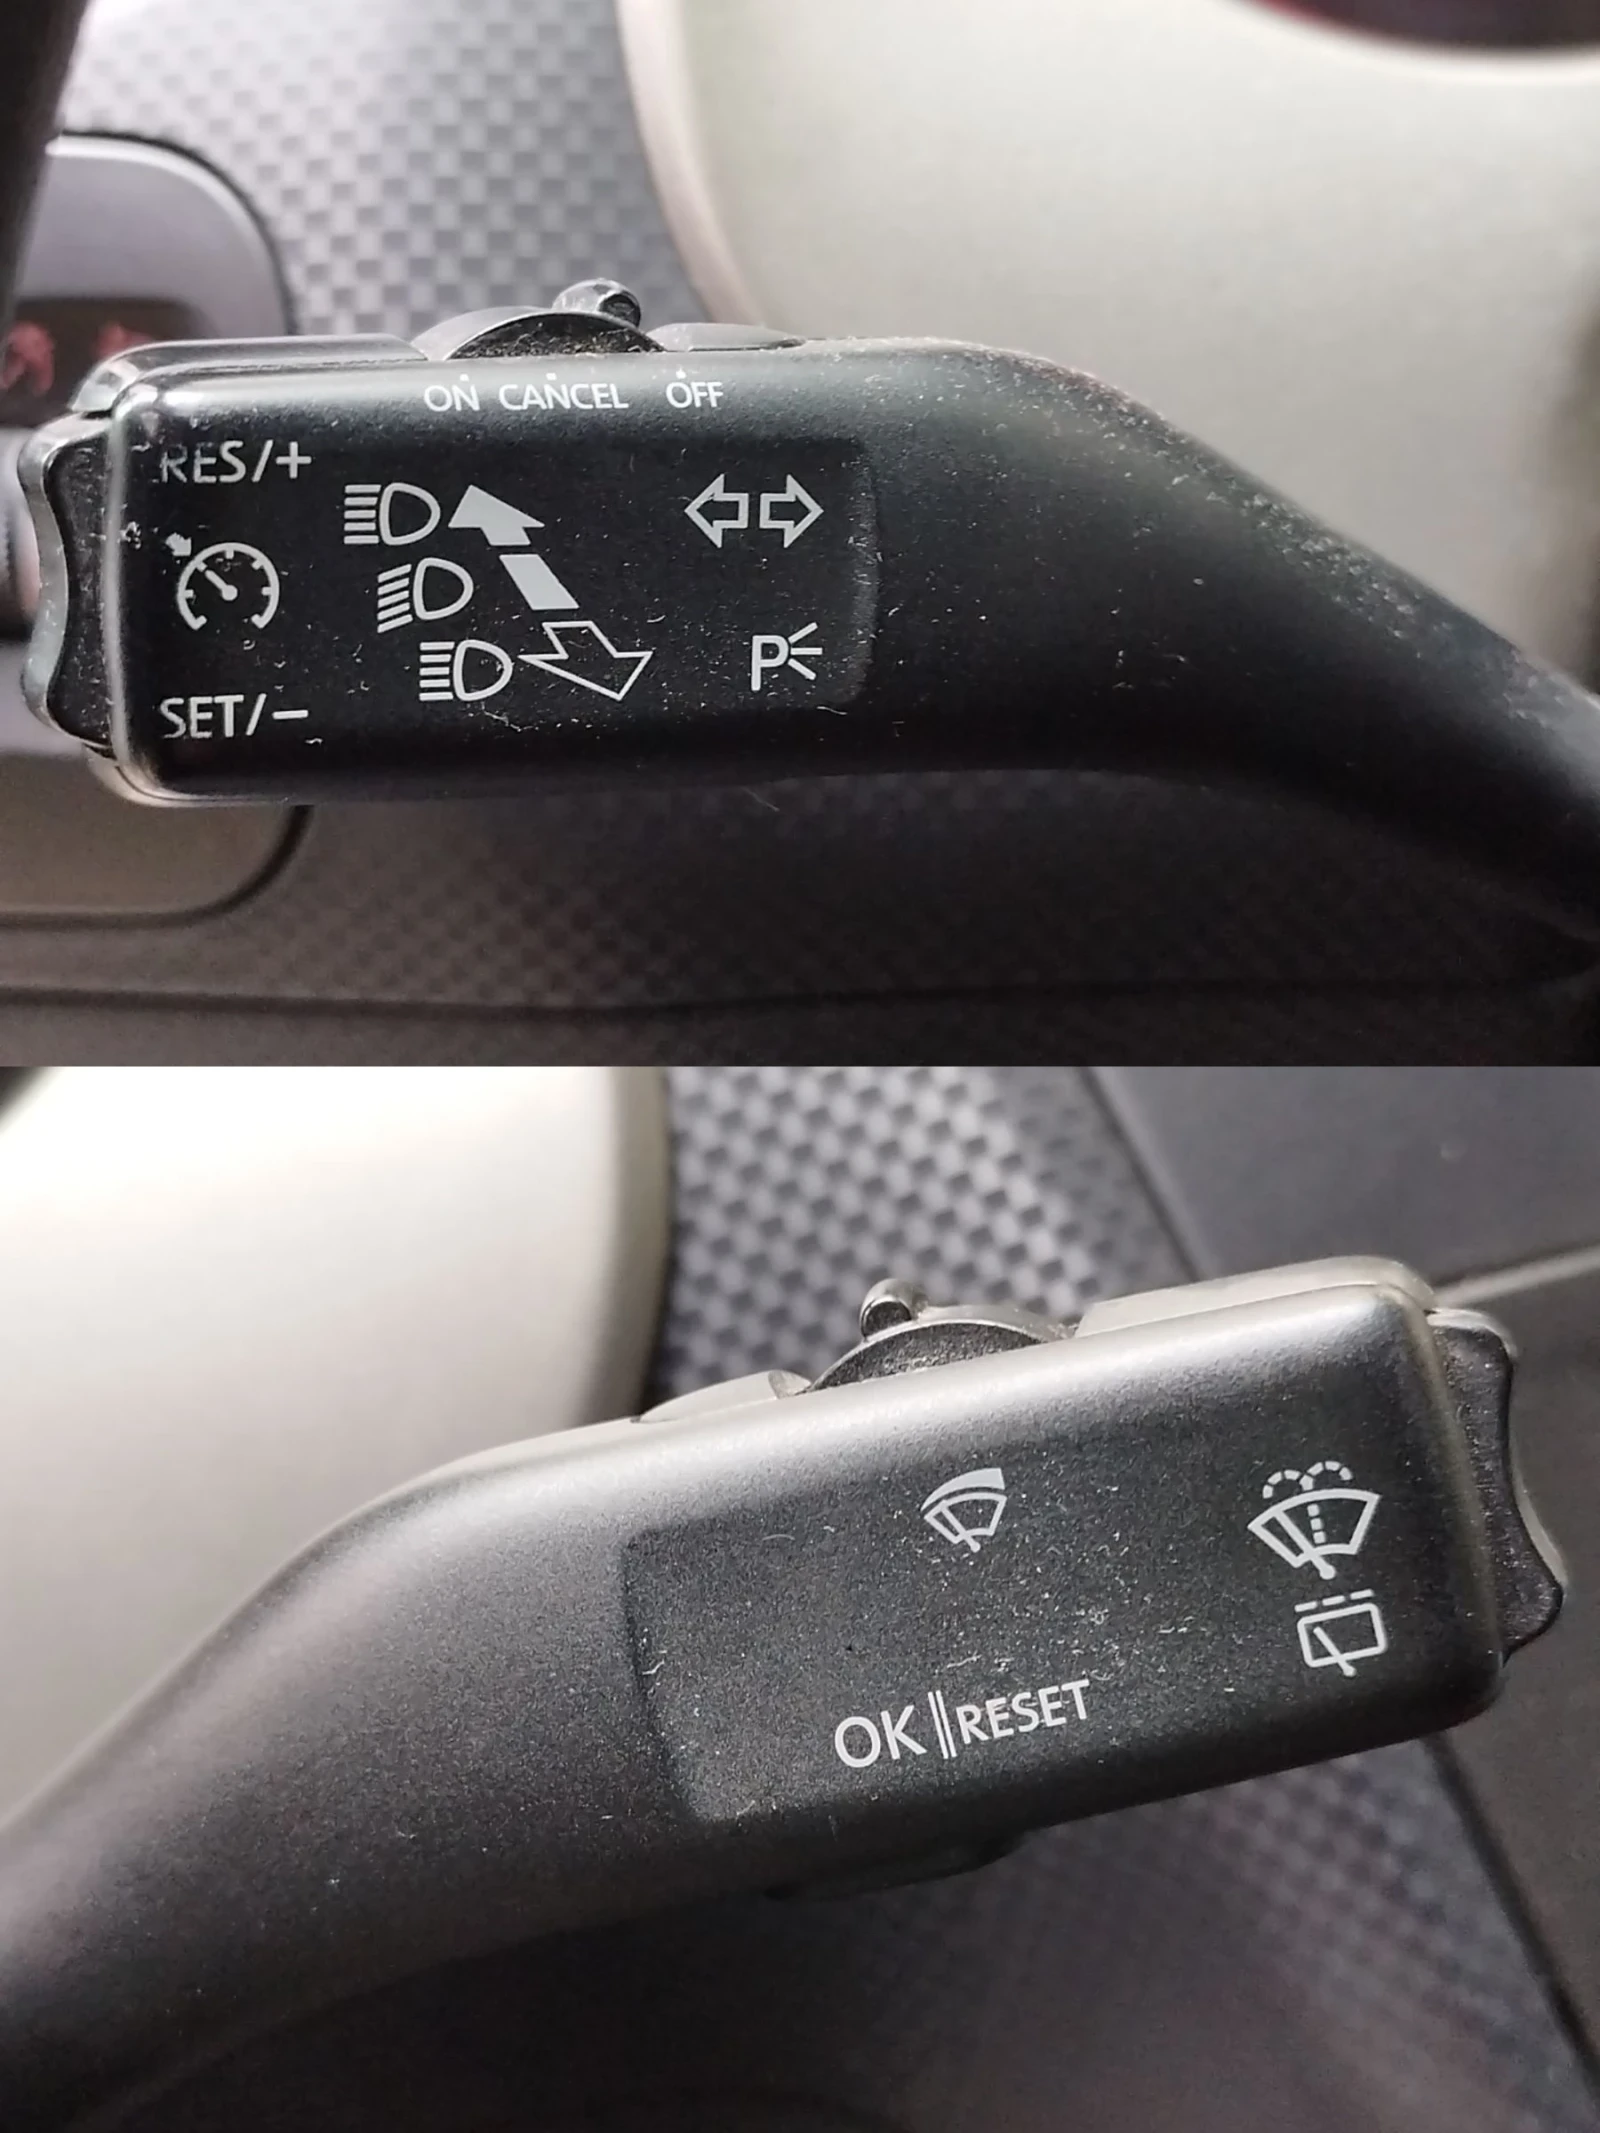 ON CANCEL OFF
RES/+
P
SET/−
OK || RESET